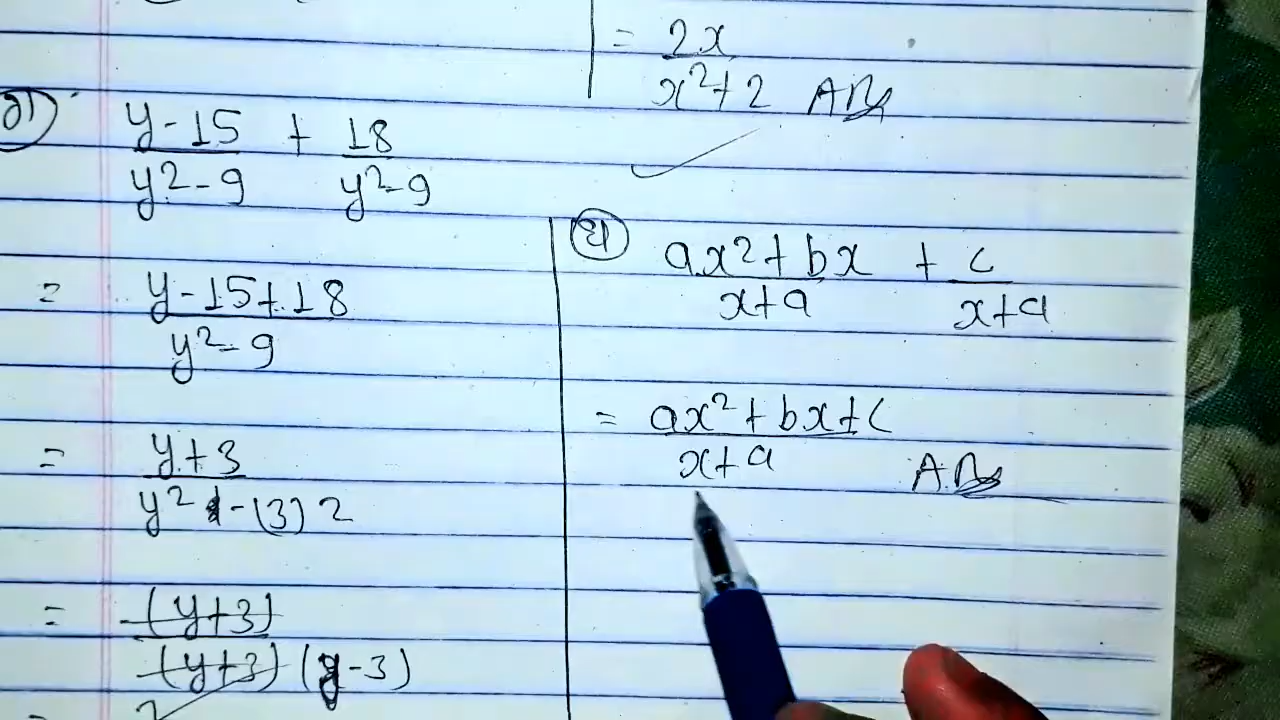 = 2x / x²+2 Ans
ग) y-15 / y²-9 + 18 / y²-9
= y-15+18 / y²-9
= y+3 / y² - (3)2
= (y+3) / (y+3) (y-3)
घ) ax²+bx / x+a + c / x+a
= ax²+bx+c / x+a Ans